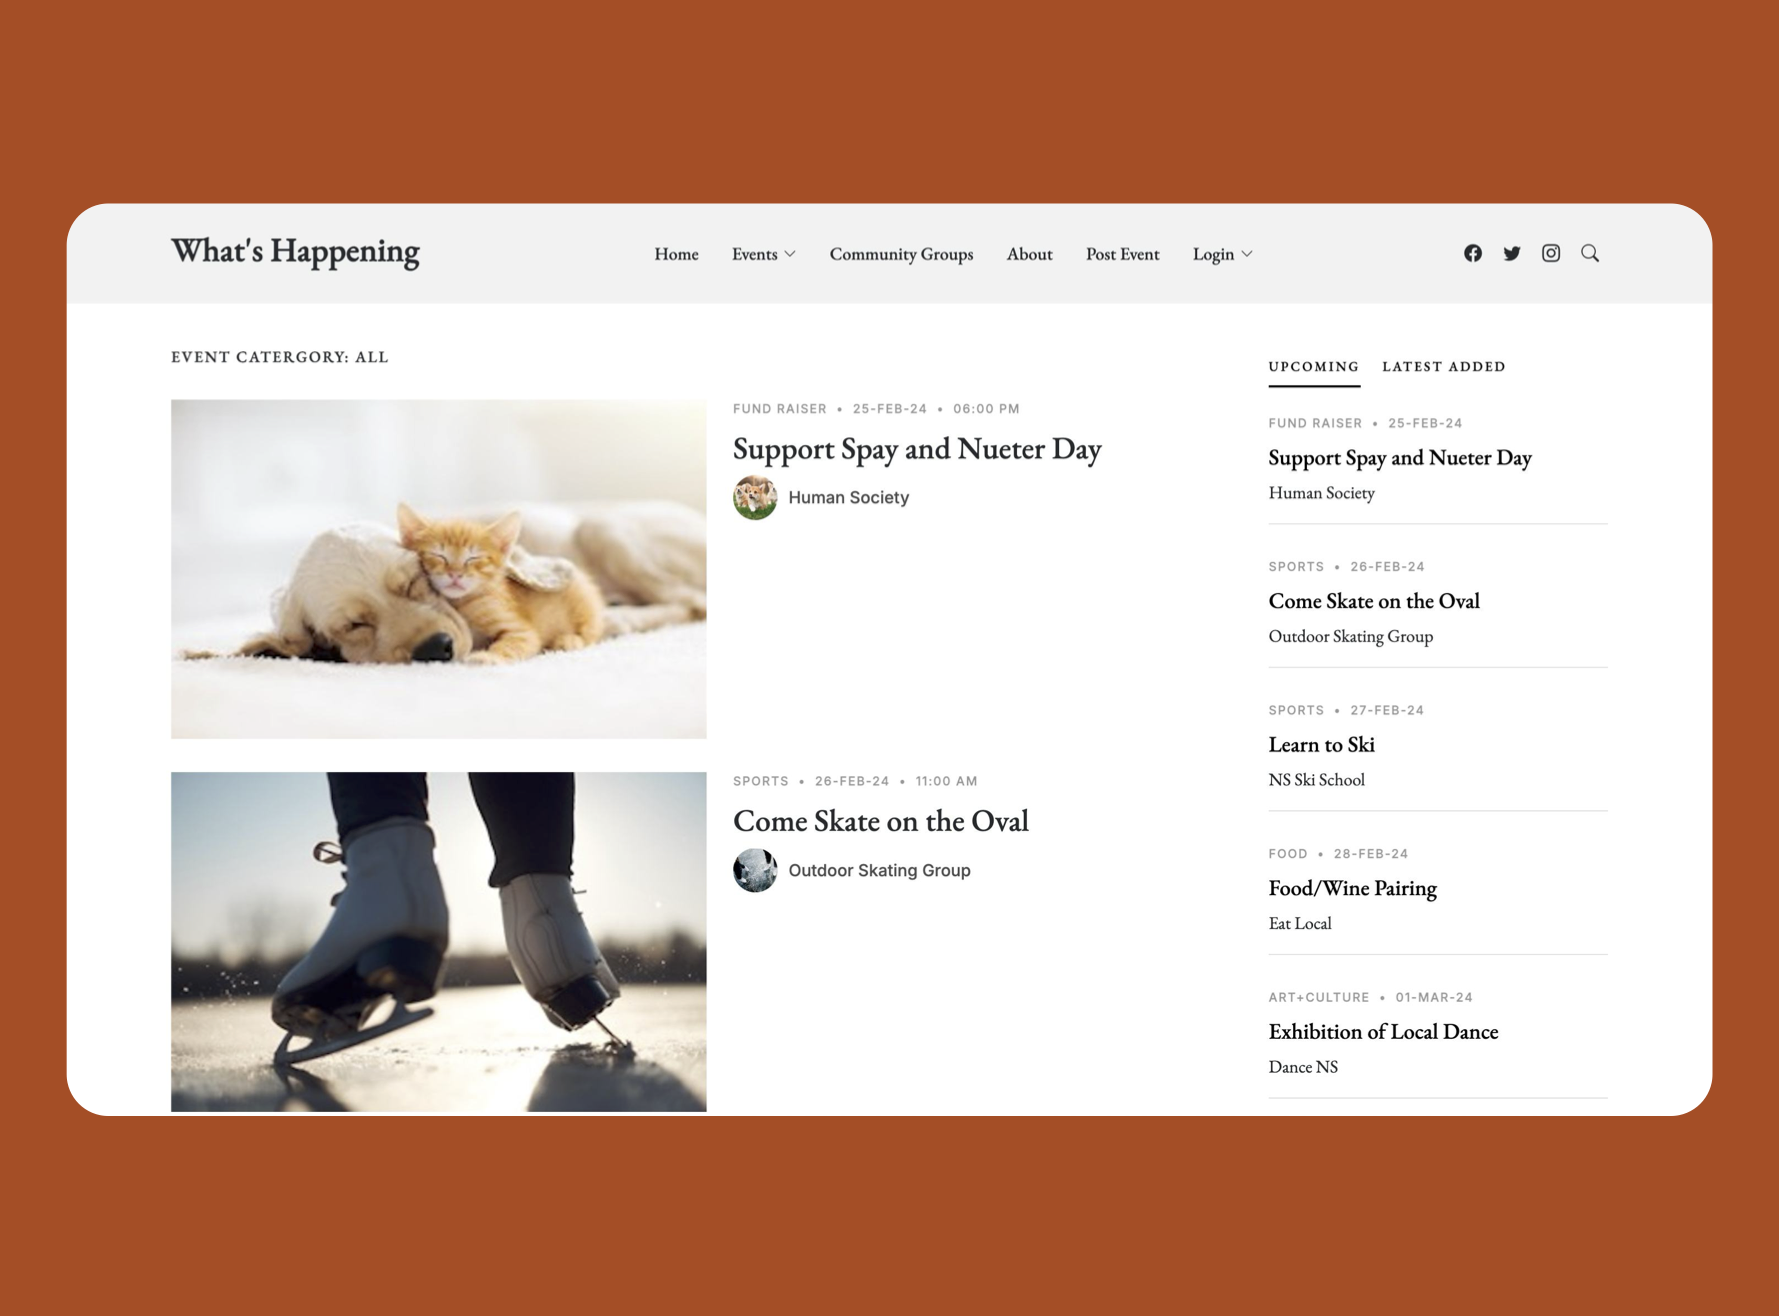 What's Happening
Home Events Community Groups About Post Event Login
EVENT CATERGORY: ALL
FUND RAISER • 25-FEB-24 • 06:00 PM
Support Spay and Nueter Day
Human Society
SPORTS • 26-FEB-24 • 11:00 AM
Come Skate on the Oval
Outdoor Skating Group
UPCOMING LATEST ADDED
FUND RAISER • 25-FEB-24
Support Spay and Nueter Day
Human Society
SPORTS • 26-FEB-24
Come Skate on the Oval
Outdoor Skating Group
SPORTS • 27-FEB-24
Learn to Ski
NS Ski School
FOOD • 28-FEB-24
Food/Wine Pairing
Eat Local
ART+CULTURE • 01-MAR-24
Exhibition of Local Dance
Dance NS